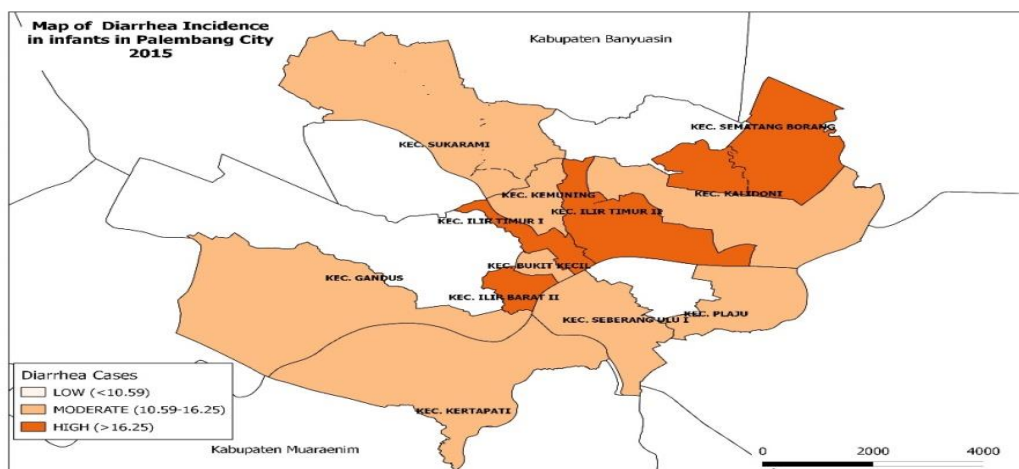 Map of Diarrhea Incidence
in infants in Palembang City
2015
Kabupaten Banyuasin
KEC. SEMATANG BORANG
KEC. SUKARAMI
KEC. KEMUNING
KEC. KALIDONI
KEC. ILIR TIMUR I
KEC. ILIR TIMUR II
KEC. BUKIT KECIL
KEC. GANDUS
KEC. ILIR BARAT II
KEC. SEBERANG ULU I
KEC. PLAJU
Diarrhea Cases
LOW (<10.59)
MODERATE (10.59-16.25)
HIGH (>16.25)
KEC. KERTAPATI
Kabupaten Muaraenim
0 2000 4000